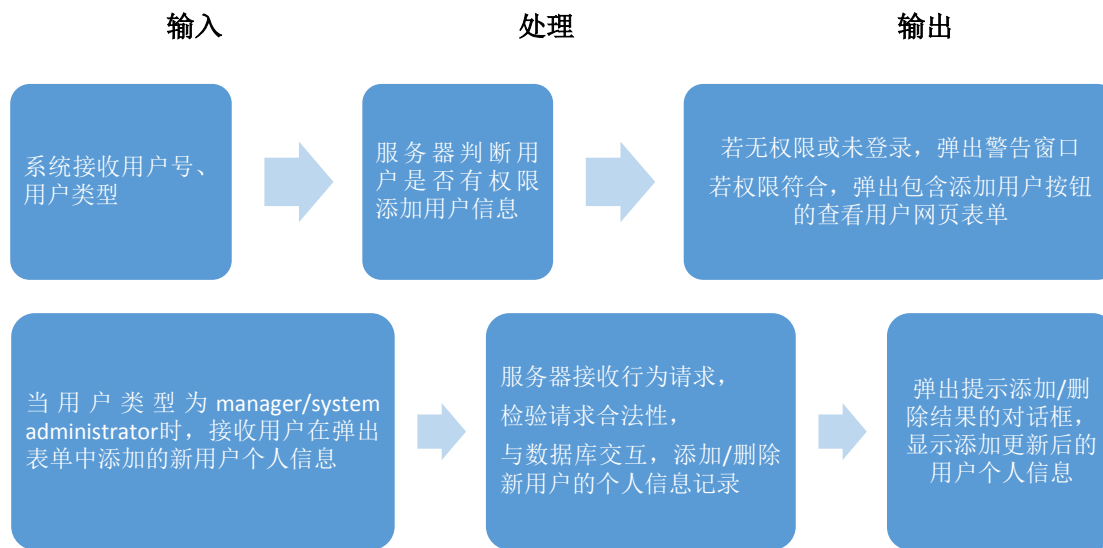 输入
处理
输出
系统接收用户号、
用户类型
服务器判断用
户是否有权限
添加用户信息
若无权限或未登录，弹出警告窗口
若权限符合，弹出包含添加用户按钮
的查看用户网页表单
当用户类型为manager/system
administrator时，接收用户在弹出
表单中添加的新用户个人信息
服务器接收行为请求，
检验请求合法性，
与数据库交互，添加/删除
新用户的个人信息记录
弹出提示添加/删
除结果的对话框，
显示添加更新后的
用户个人信息